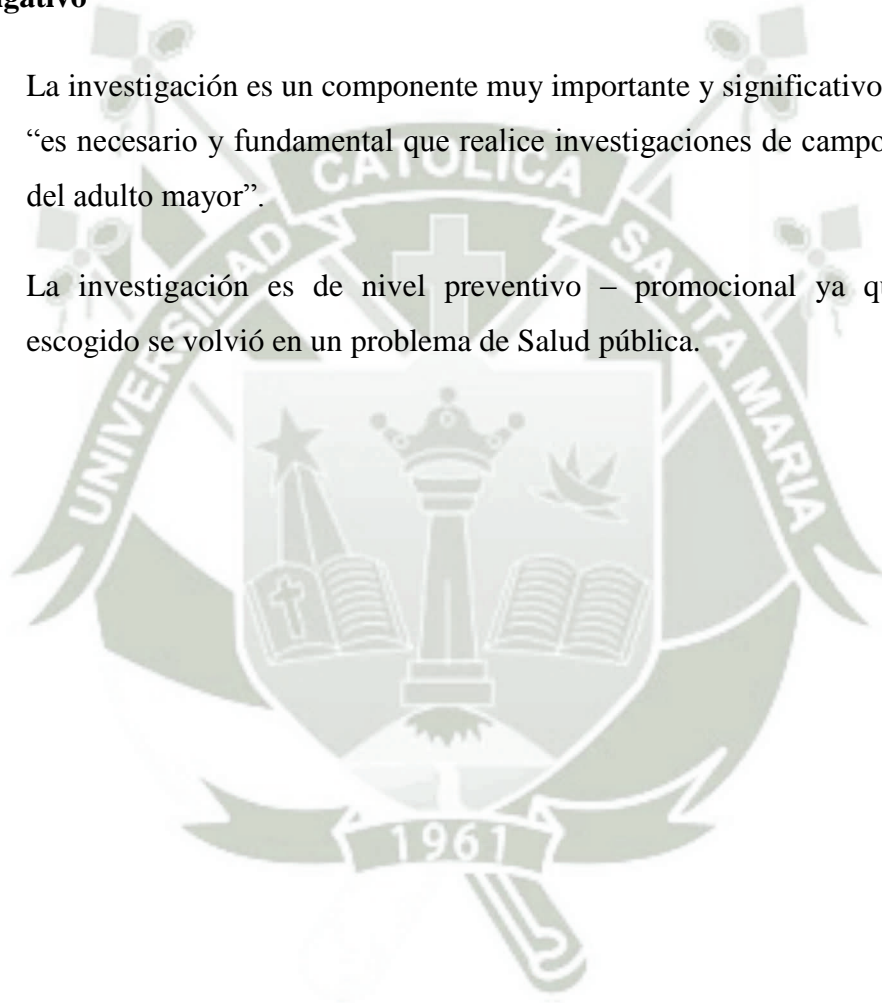 La investigación es un componente muy importante y significativo
“es necesario y fundamental que realice investigaciones de campo
del adulto mayor”.
La investigación es de nivel preventivo – promocional ya
escogido se volvió en un problema de Salud pública.
UNIVERSIDAD CATOLICA SANTA MARIA
1961